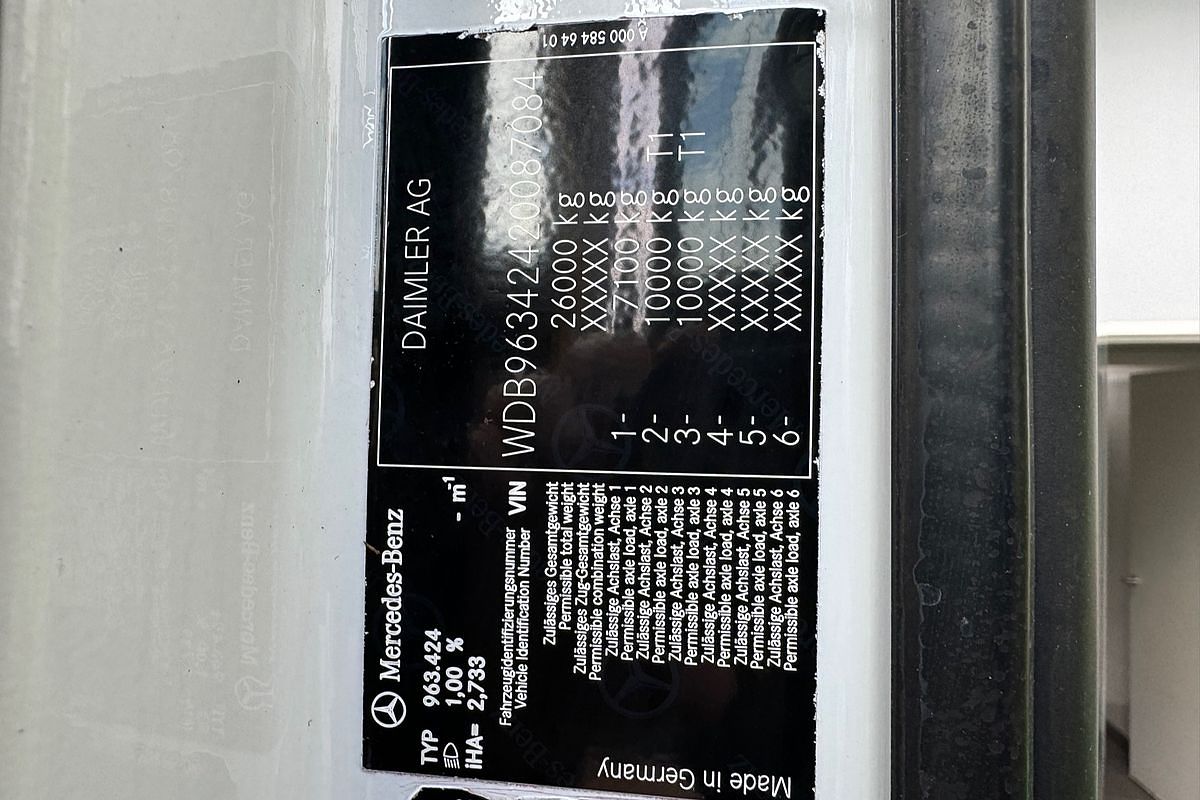 Mercedes-Benz
DAIMLER AG
TYP 963.424
1,00 % - m⁻¹
iHA= 2,733
Fahrzeugidentifizierungsnummer
Vehicle Identification Number VIN WDB96342420087084
Zulässiges Gesamtgewicht
Permissible total weight 26000 kg
Zulässiges Zug-Gesamtgewicht
Permissible combination weight XXXXX kg
Zulässige Achslast, Achse 1
Permissible axle load, axle 1 1- 7100 kg
Zulässige Achslast, Achse 2
Permissible axle load, axle 2 2- 10000 kg T1
Zulässige Achslast, Achse 3
Permissible axle load, axle 3 3- 10000 kg T1
Zulässige Achslast, Achse 4
Permissible axle load, axle 4 4- XXXXX kg
Zulässige Achslast, Achse 5
Permissible axle load, axle 5 5- XXXXX kg
Zulässige Achslast, Achse 6
Permissible axle load, axle 6 6- XXXXX kg
Made in Germany
A 000 584 64 01